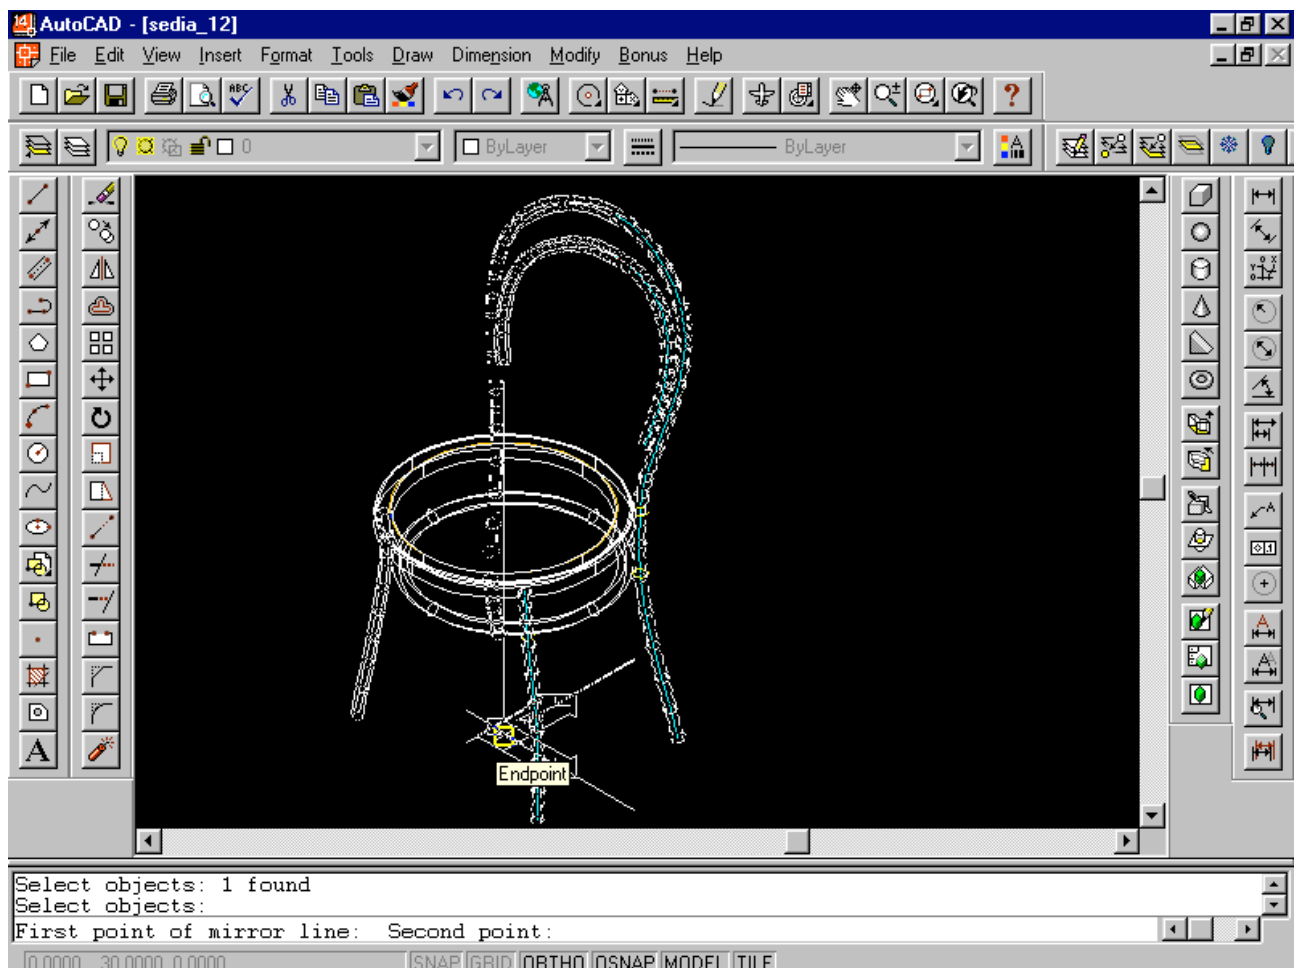 AutoCAD - [sedia_12]
File Edit View Insert Format Tools Draw Dimension Modify Bonus Help
ABC
?
0 ByLayer ByLayer
A
Endpoint
Select objects: 1 found
Select objects:
First point of mirror line: Second point:
0.0000, 30.0000, 0.0000 SNAP GRID ORTHO OSNAP MODEL TILE